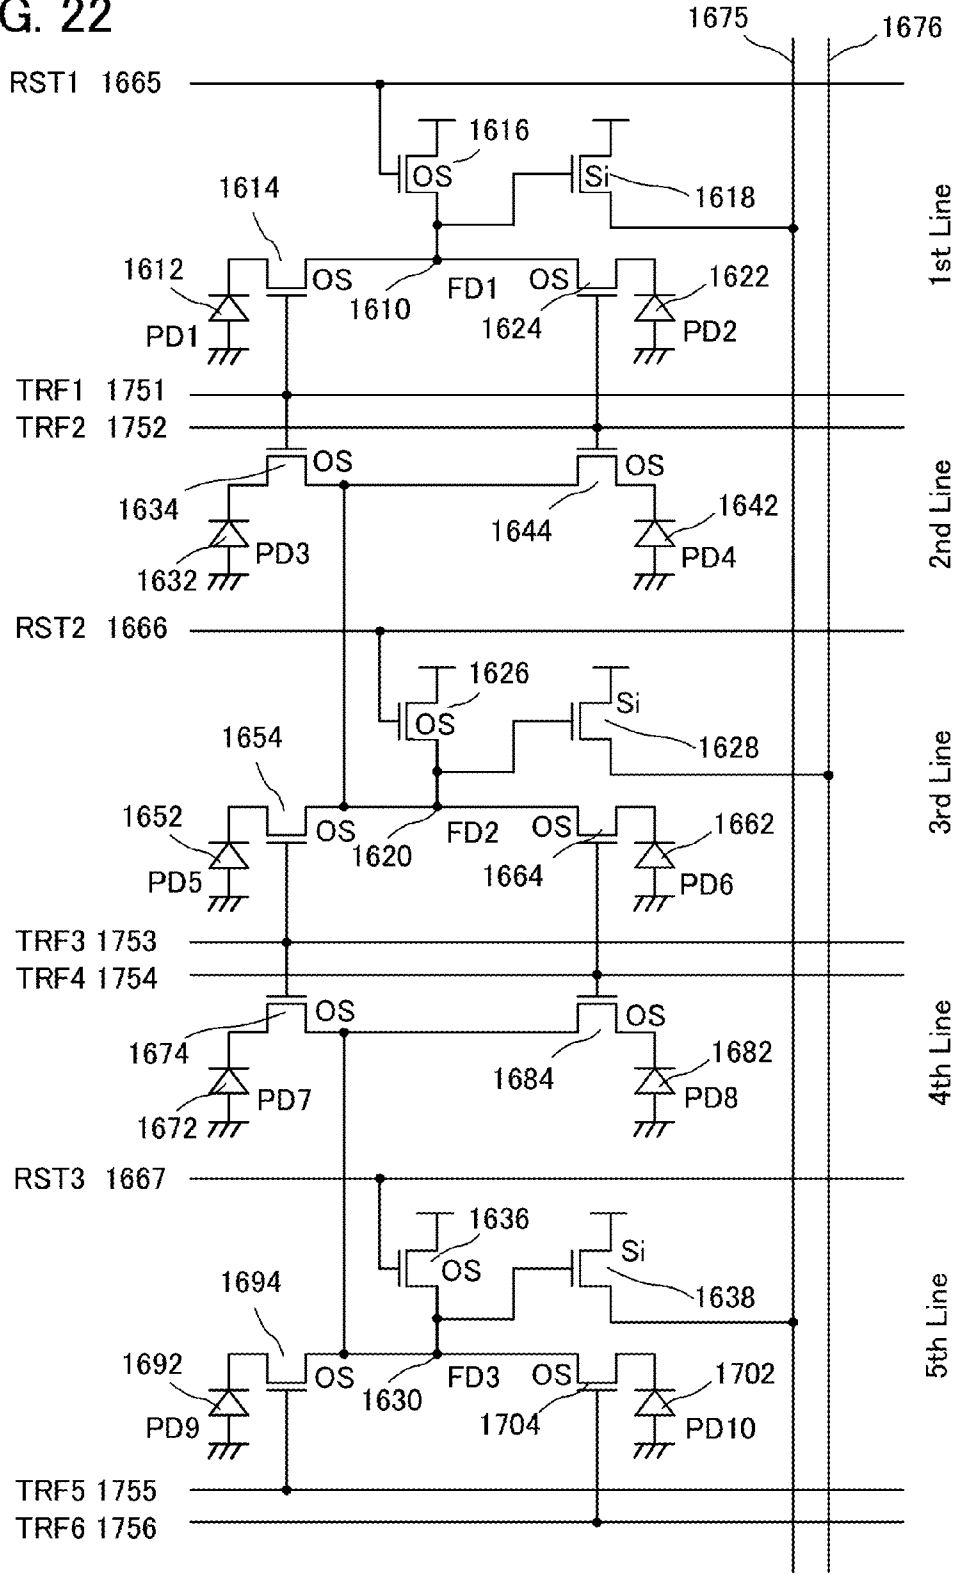 G. 22
1675
1676
RST1 1665
1616
OS
Si
1618
1614
1612
OS
OS
1622
FD1
1610
1624
PD1
PD2
1st Line
TRF1 1751
TRF2 1752
OS
OS
1634
1644
1642
PD3
PD4
1632
2nd Line
RST2 1666
1626
Si
OS
1628
1654
1652
OS
OS
1662
FD2
1620
1664
PD5
PD6
3rd Line
TRF3 1753
TRF4 1754
OS
OS
1674
1684
1682
PD7
PD8
1672
4th Line
RST3 1667
1636
Si
OS
1638
1694
1692
OS
OS
1702
FD3
1630
1704
PD9
PD10
5th Line
TRF5 1755
TRF6 1756